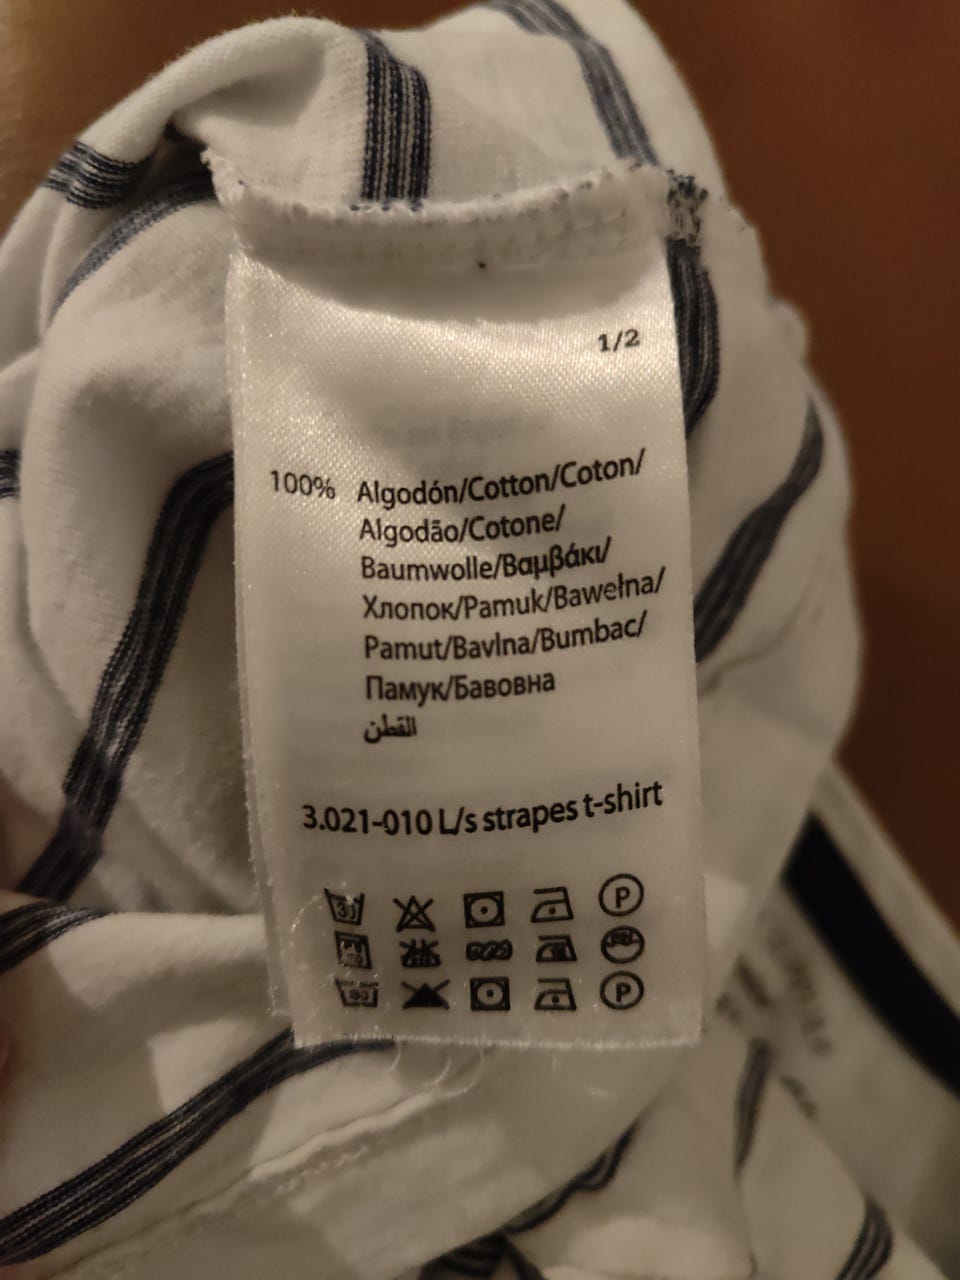 1/2
100% Algodón/Cotton/Coton/
Algodão/Cotone/
Baumwolle/Βαμβάκι/
Хлопок/Pamuk/Bawełna/
Pamut/Bavlna/Bumbac/
Памук/Бавовна
القطن
3.021-010 L/s strapes t-shirt
30 P
P